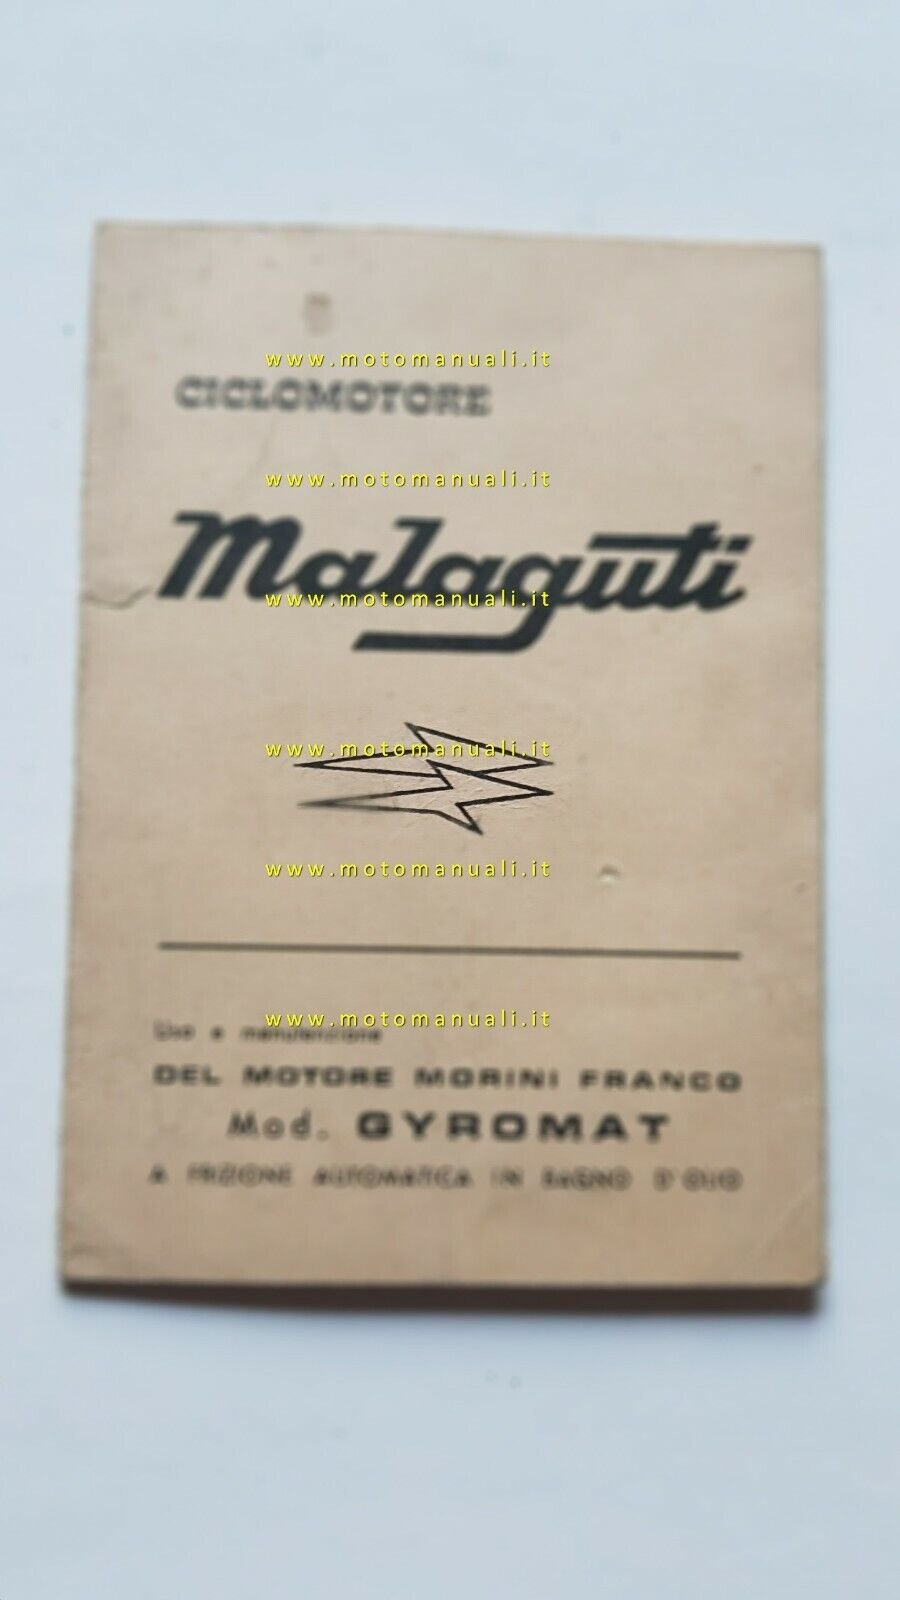 www.motomanuali.it
CICLOMOTORE
www.motomanuali.it
Malaguti
www.motomanuali.it
www.motomanuali.it
www.motomanuali.it
www.motomanuali.it
Uso e manutenzione
DEL MOTORE MORINI FRANCO
Mod. GYROMAT
A FRIZIONE AUTOMATICA IN BAGNO D'OLIO